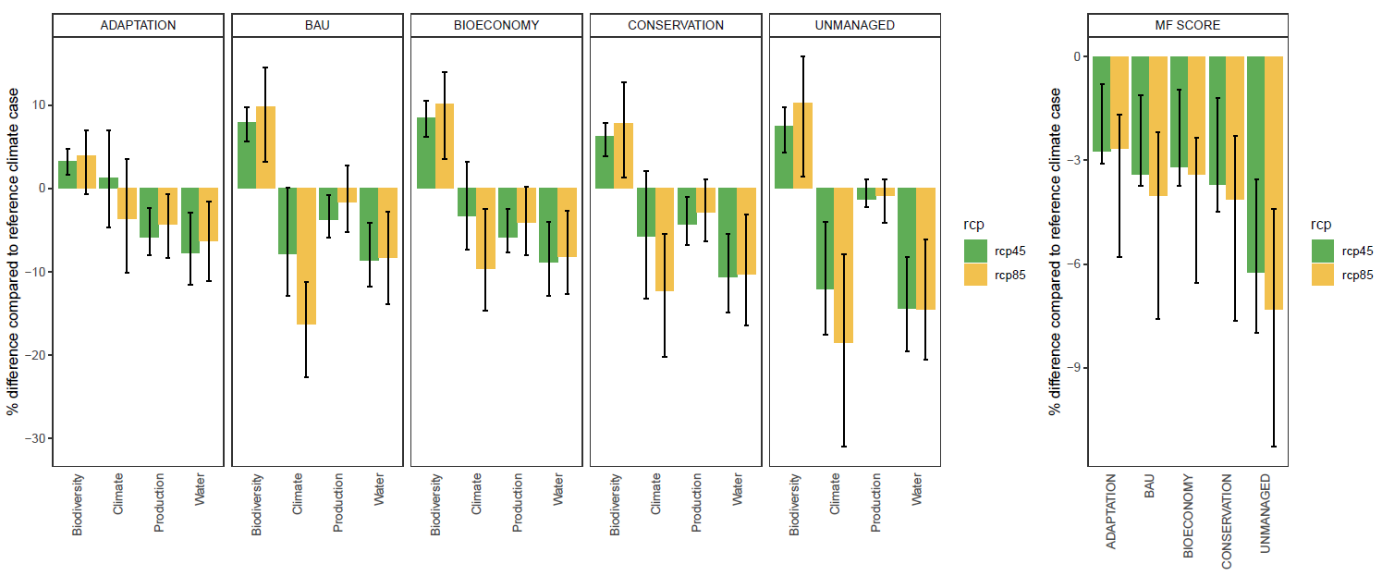 ADAPTATION
BAU
BIOECONOMY
CONSERVATION
UNMANAGED
% difference compared to reference climate case
10
0
−10
−20
−30
Biodiversity
Climate
Production
Water
Biodiversity
Climate
Production
Water
Biodiversity
Climate
Production
Water
Biodiversity
Climate
Production
Water
Biodiversity
Climate
Production
Water
rcp
rcp45
rcp85
MF SCORE
% difference compared to reference climate case
0
−3
−6
−9
ADAPTATION
BAU
BIOECONOMY
CONSERVATION
UNMANAGED
rcp
rcp45
rcp85